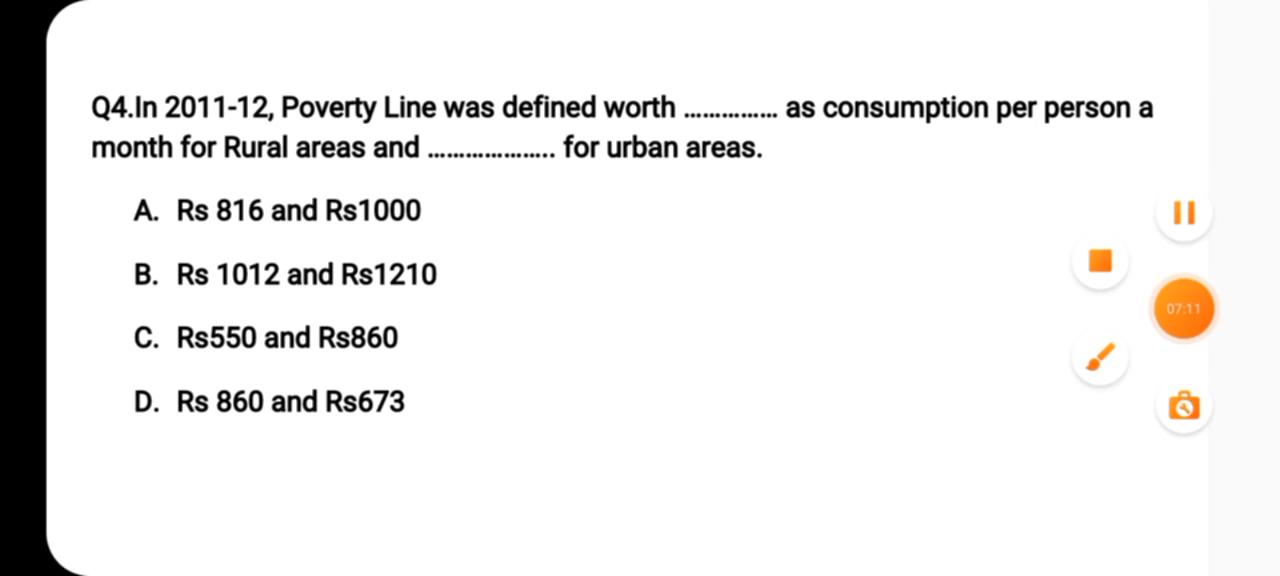 Q4.In 2011-12, Poverty Line was defined worth .............. as consumption per person a
month for Rural areas and .................... for urban areas.
A. Rs 816 and Rs1000
B. Rs 1012 and Rs1210
C. Rs550 and Rs860
D. Rs 860 and Rs673
07:11